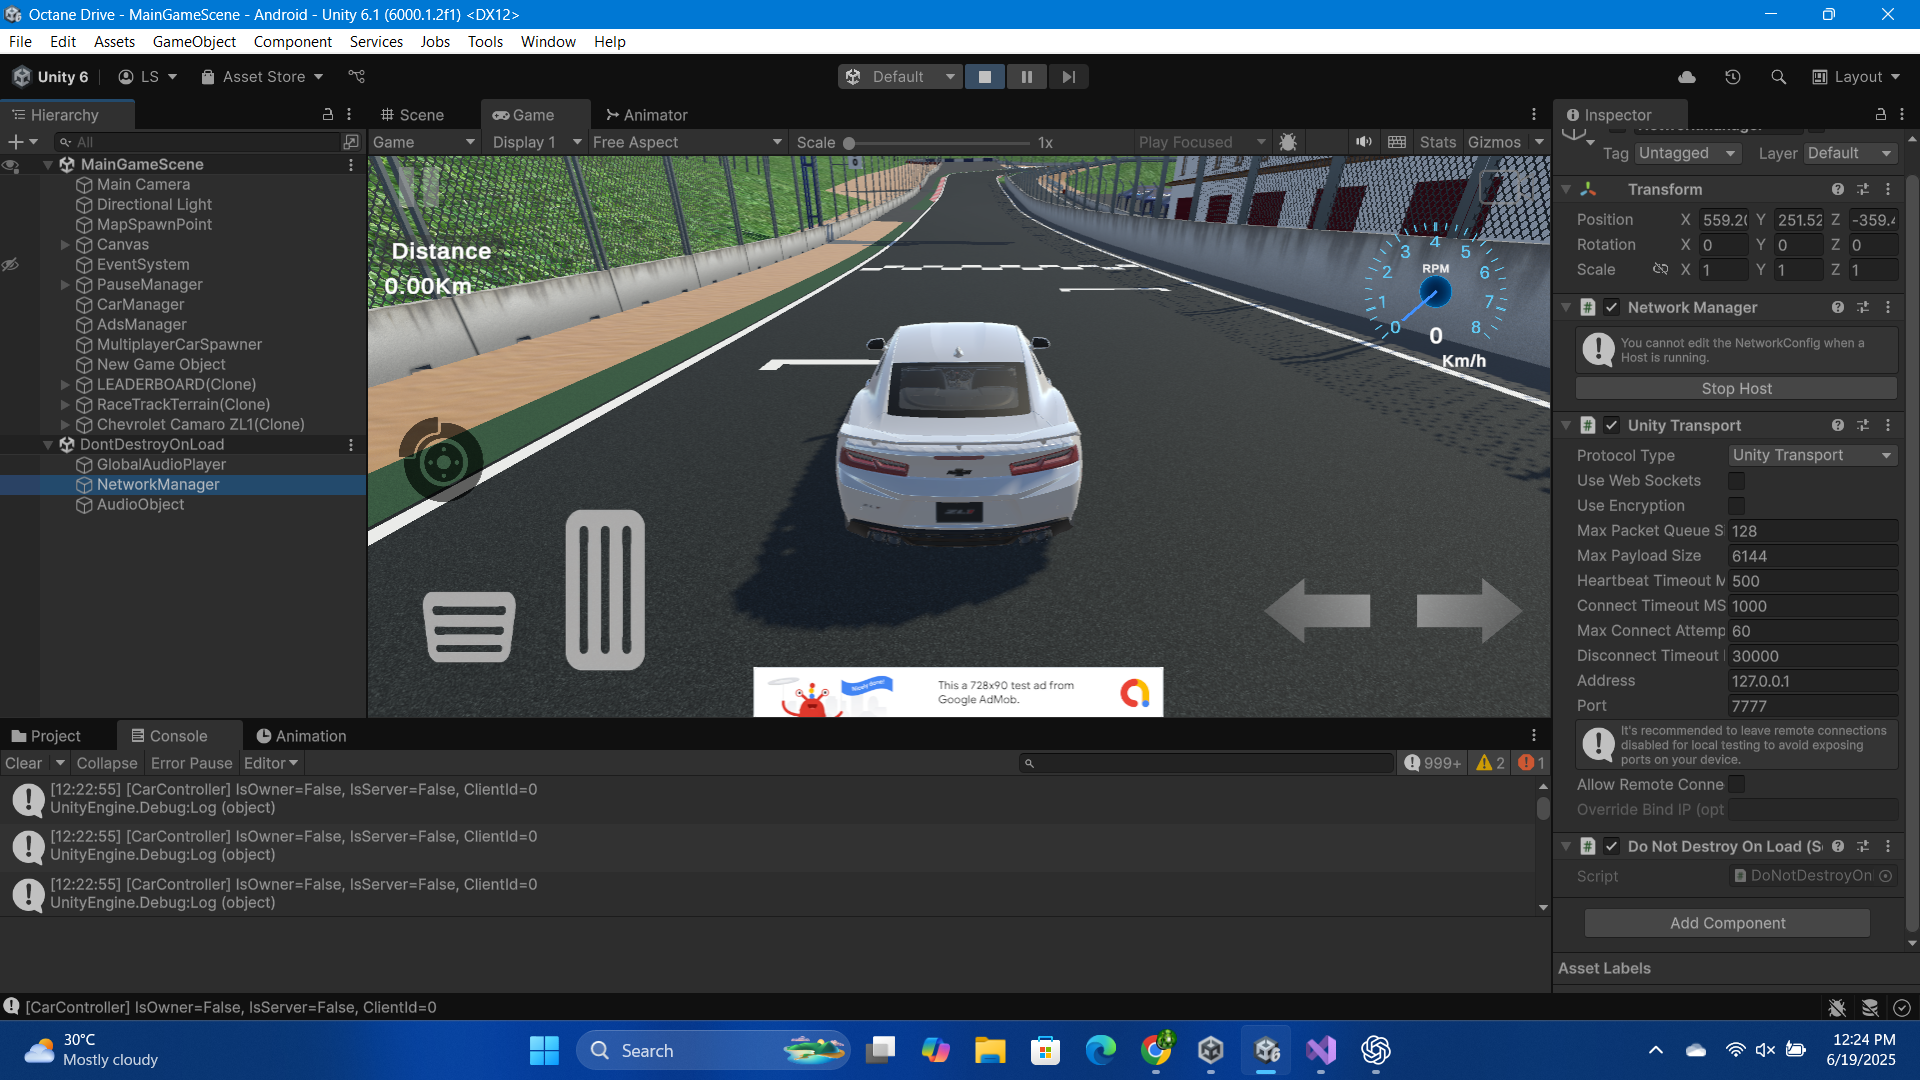 Octane Drive - MainGameScene - Android - Unity 6.1 (6000.1.2f1) <DX12>
File Edit Assets GameObject Component Services Jobs Tools Window Help
Unity 6 LS Asset Store Default Layout
Hierarchy
All
MainGameScene
Main Camera
Directional Light
MapSpawnPoint
Canvas
EventSystem
PauseManager
CarManager
AdsManager
MultiplayerCarSpawner
New Game Object
LEADERBOARD(Clone)
RaceTrackTerrain(Clone)
Chevrolet Camaro ZL1(Clone)
DontDestroyOnLoad
GlobalAudioPlayer
NetworkManager
AudioObject
Scene Game Animator
Game Display 1 Free Aspect Scale 1x Play Focused Stats Gizmos
Distance
0.00Km
0 1 2 3 4 5 6 7 8
RPM
0
Km/h
ZL1
Nicely done!
This a 728x90 test ad from
Google AdMob.
Inspector
Tag Untagged Layer Default
Transform
Position X 559.20 Y 251.52 Z -359.4
Rotation X 0 Y 0 Z 0
Scale X 1 Y 1 Z 1
Network Manager
You cannot edit the NetworkConfig when a
Host is running.
Stop Host
Unity Transport
Protocol Type Unity Transport
Use Web Sockets
Use Encryption
Max Packet Queue S 128
Max Payload Size 6144
Heartbeat Timeout M 500
Connect Timeout MS 1000
Max Connect Attemp 60
Disconnect Timeout 30000
Address 127.0.0.1
Port 7777
It's recommended to leave remote connections
disabled for local testing to avoid exposing
ports on your device.
Allow Remote Conne
Override Bind IP (opt
Do Not Destroy On Load (S
Script DoNotDestroyOn
Add Component
Asset Labels
Project Console Animation
Clear Collapse Error Pause Editor 999+ 2 1
[12:22:55] [CarController] IsOwner=False, IsServer=False, ClientId=0
UnityEngine.Debug:Log (object)
[12:22:55] [CarController] IsOwner=False, IsServer=False, ClientId=0
UnityEngine.Debug:Log (object)
[12:22:55] [CarController] IsOwner=False, IsServer=False, ClientId=0
UnityEngine.Debug:Log (object)
[CarController] IsOwner=False, IsServer=False, ClientId=0
30°C
Mostly cloudy
Search
12:24 PM
6/19/2025